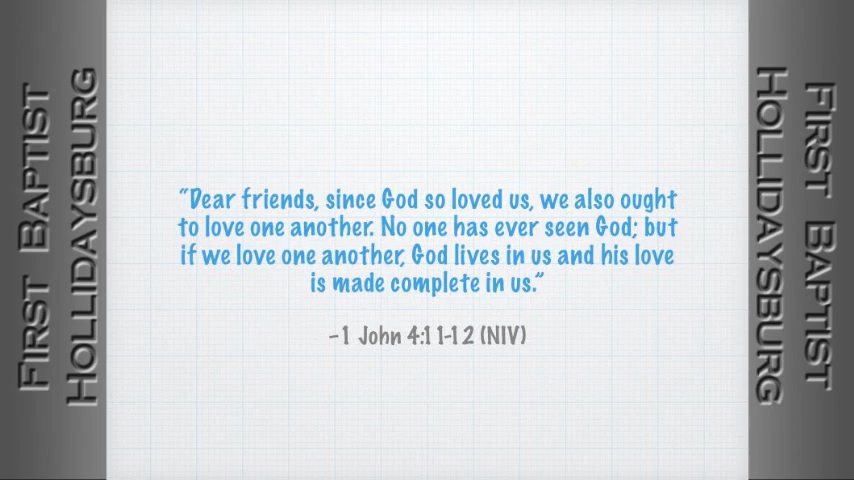 First Baptist
Hollidaysburg
“Dear friends, since God so loved us, we also ought
to love one another. No one has ever seen God; but
if we love one another, God lives in us and his love
is made complete in us.”
–1 John 4:11-12 (NIV)
First Baptist
Hollidaysburg